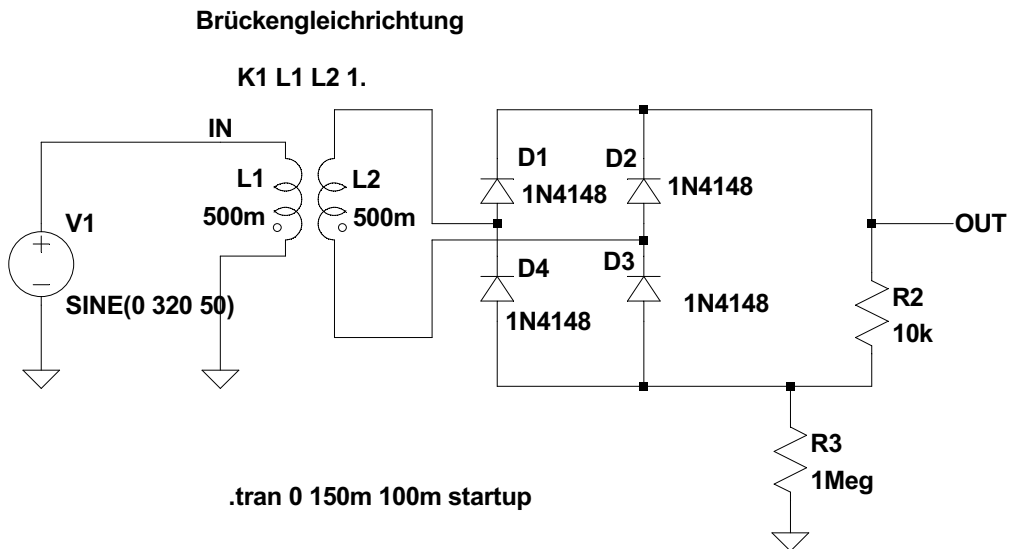 Brückengleichrichtung
K1 L1 L2 1.
IN
L1
500m
L2
500m
V1
SINE(0 320 50)
D1
1N4148
D2
1N4148
D4
1N4148
D3
1N4148
OUT
R2
10k
R3
1Meg
.tran 0 150m 100m startup